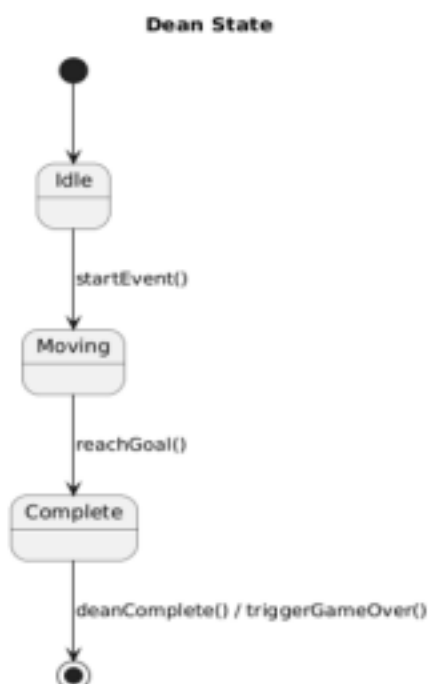 Dean State
Idle
startEvent()
Moving
reachGoal()
Complete
deanComplete() / triggerGameOver()